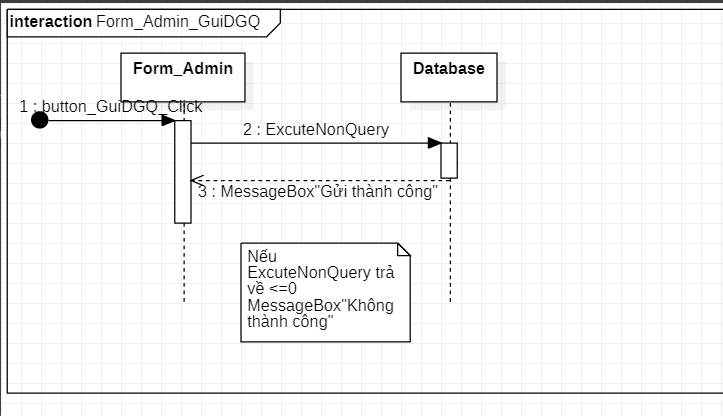 interaction Form_Admin_GuiDGQ
Form_Admin
Database
1 : button_GuiDGQ_Click
2 : ExcuteNonQuery
3 : MessageBox"Gửi thành công"
Nếu
ExcuteNonQuery trả
về <=0
MessageBox"Không
thành công"